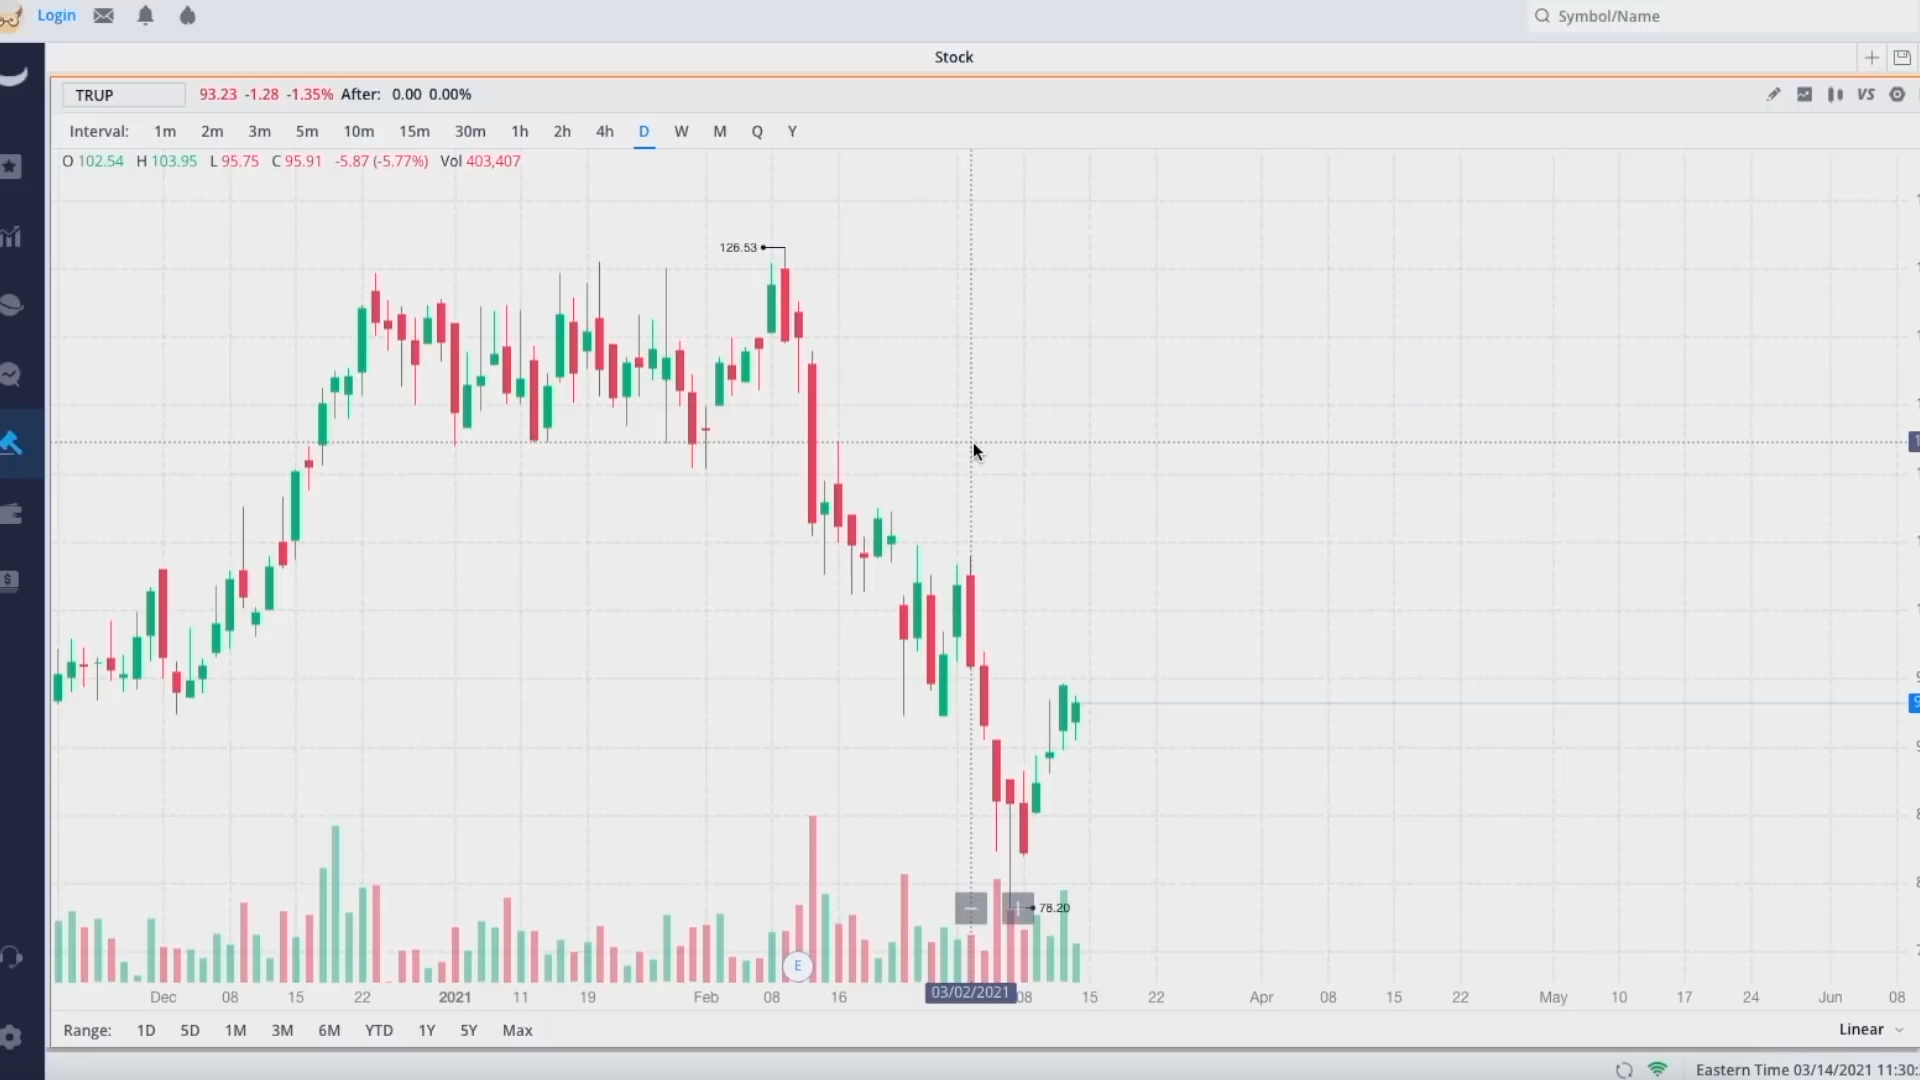 Login
Symbol/Name
Stock
TRUP 93.23 -1.28 -1.35% After: 0.00 0.00%
VS
Interval: 1m 2m 3m 5m 10m 15m 30m 1h 2h 4h D W M Q Y
O 102.54 H 103.95 L 95.75 C 95.91 -5.87 (-5.77%) Vol 403,407
126.53
78.20
E
Dec 08 15 22 2021 11 19 Feb 08 16 03/02/2021 08 15 22 Apr 08 15 22 May 10 17 24 Jun 08
Range: 1D 5D 1M 3M 6M YTD 1Y 5Y Max
Linear
Eastern Time 03/14/2021 11:30: